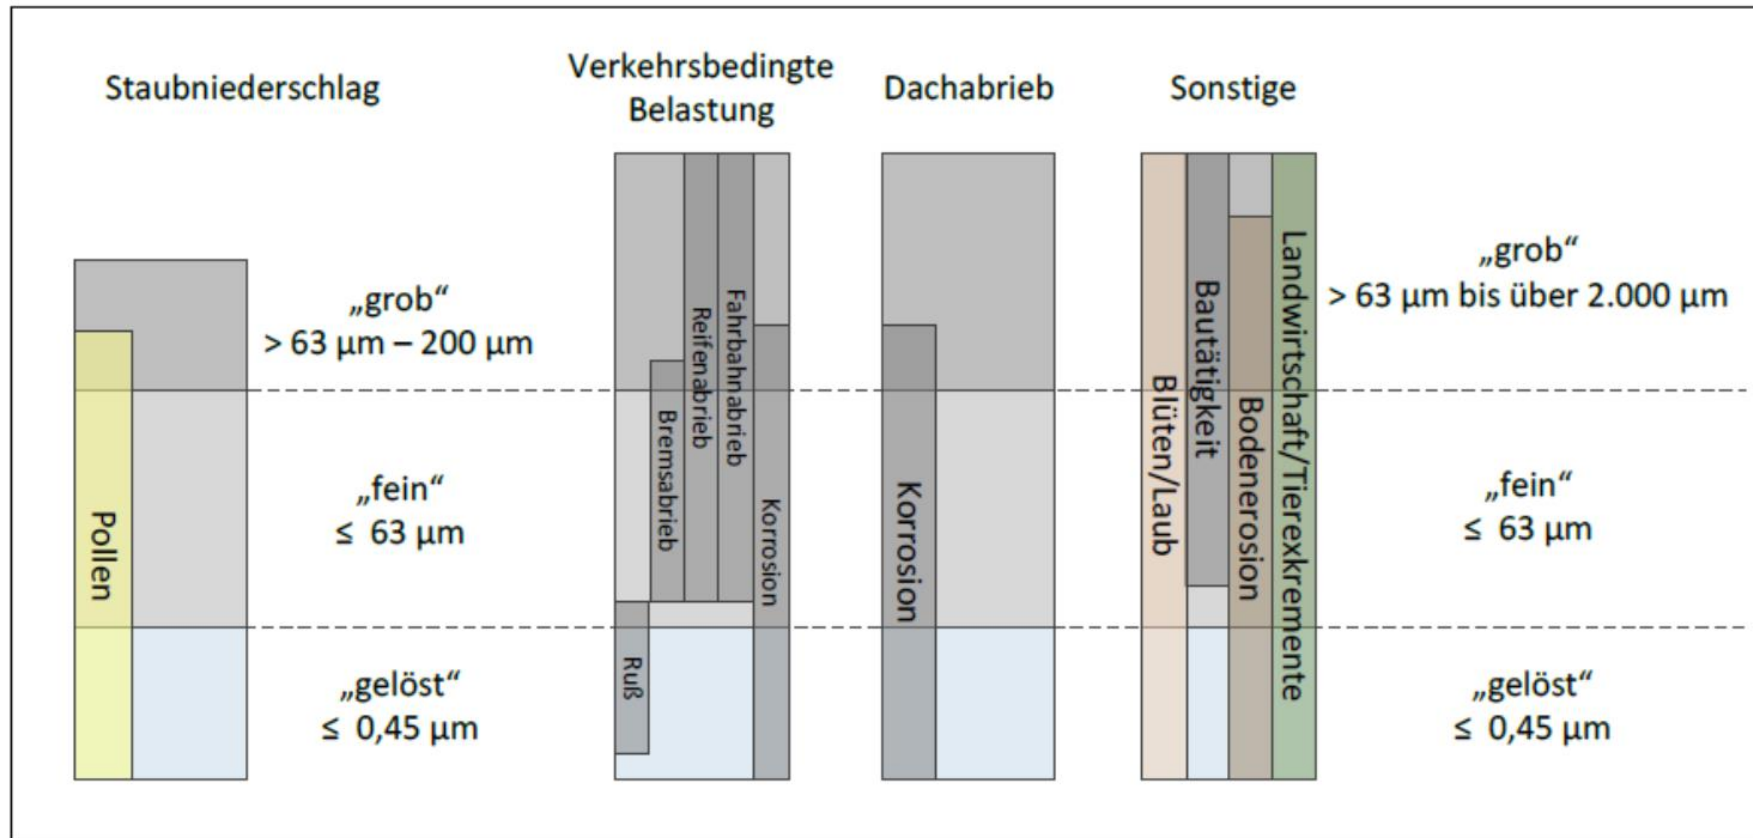 Staubniederschlag
Verkehrsbedingte
Belastung
Dachabrieb
Sonstige
„grob“
> 63 µm – 200 µm
„fein“
≤ 63 µm
„gelöst“
≤ 0,45 µm
Pollen
Ruß
Bremsabrieb
Reifenabrieb
Fahrbahnabrieb
Korrosion
Korrosion
Blüten/Laub
Bautätigkeit
Bodenerosion
Landwirtschaft/Tierexkremente
„grob“
> 63 µm bis über 2.000 µm
„fein“
≤ 63 µm
„gelöst“
≤ 0,45 µm